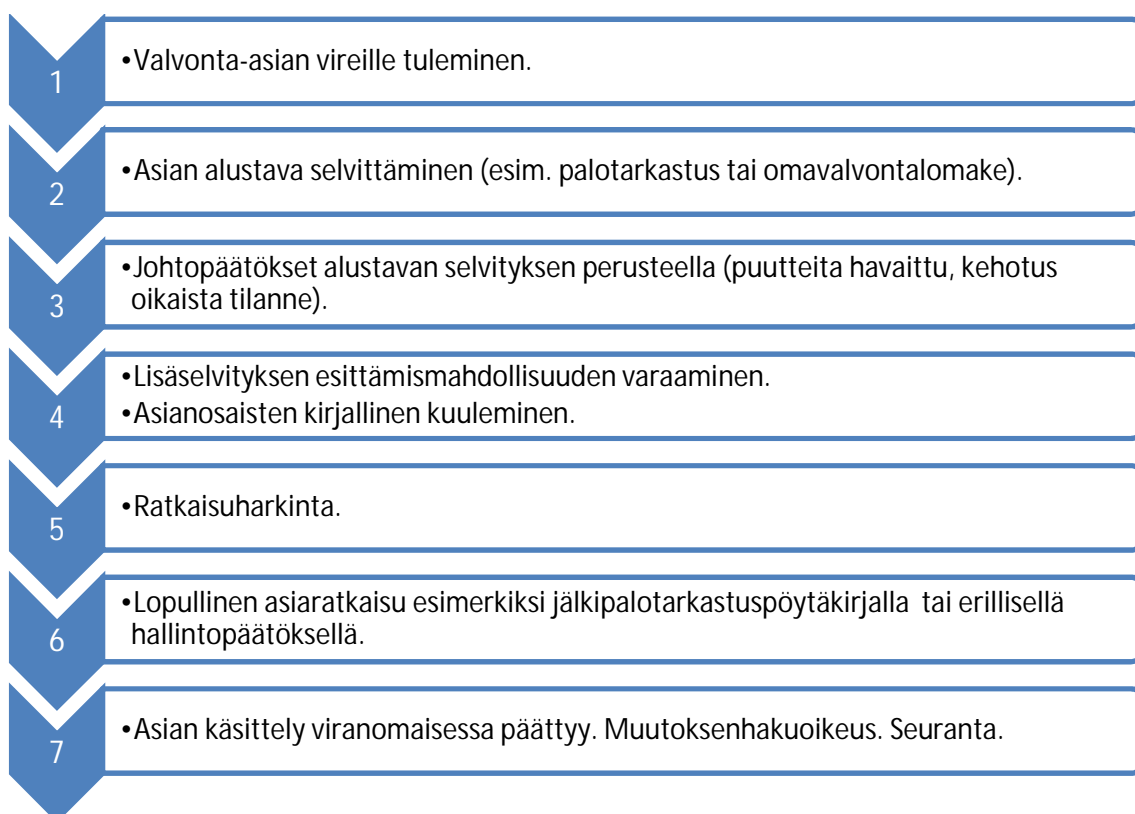 1
•Valvonta-asian vireille tuleminen.
2
•Asian alustava selvittäminen (esim. palotarkastus tai omavalvontalomake).
3
•Johtopäätökset alustavan selvityksen perusteella (puutteita havaittu, kehotus
oikaista tilanne).
4
•Lisäselvityksen esittämismahdollisuuden varaaminen.
•Asianosaisten kirjallinen kuuleminen.
5
•Ratkaisuharkinta.
6
•Lopullinen asiaratkaisu esimerkiksi jälkipalotarkastuspöytäkirjalla tai erillisellä
hallintopäätöksellä.
7
•Asian käsittely viranomaisessa päättyy. Muutoksenhakuoikeus. Seuranta.